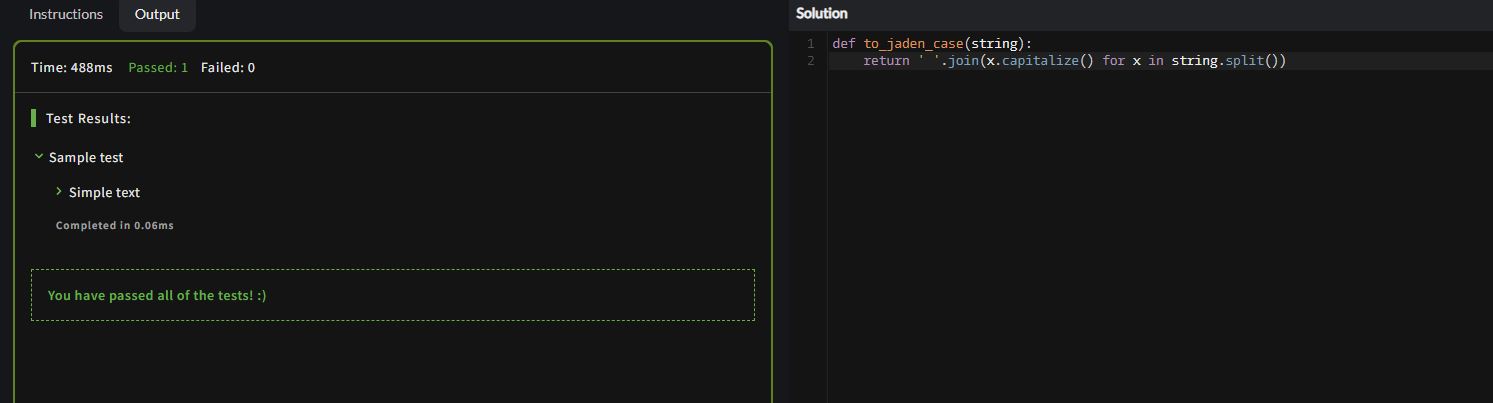 Instructions
Output
Time: 488ms Passed: 1 Failed: 0
Test Results:
Sample test
Simple text
Completed in 0.06ms
You have passed all of the tests! :)
Solution
1 def to_jaden_case(string):
2     return ' '.join(x.capitalize() for x in string.split())